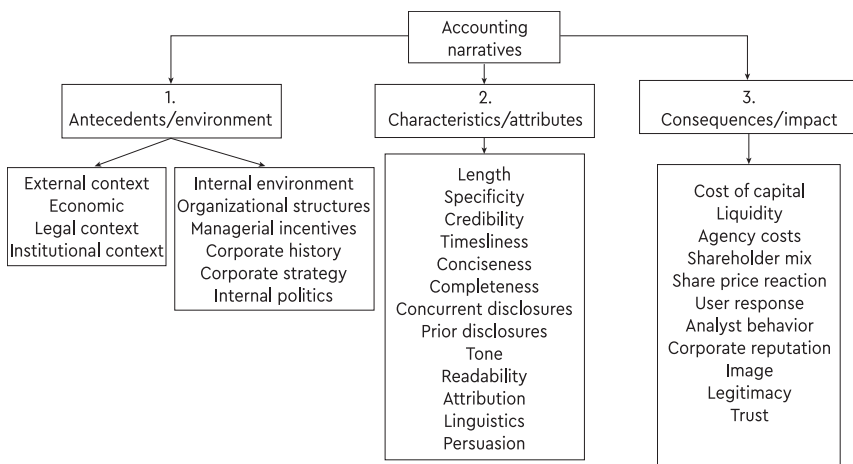 Accounting
narratives
1.
Antecedents/environment
2.
Characteristics/attributes
3.
Consequences/impact
External context
Economic
Legal context
Institutional context
Internal environment
Organizational structures
Managerial incentives
Corporate history
Corporate strategy
Internal politics
Length
Specificity
Credibility
Timesliness
Conciseness
Completeness
Concurrent disclosures
Prior disclosures
Tone
Readability
Attribution
Linguistics
Persuasion
Cost of capital
Liquidity
Agency costs
Shareholder mix
Share price reaction
User response
Analyst behavior
Corporate reputation
Image
Legitimacy
Trust